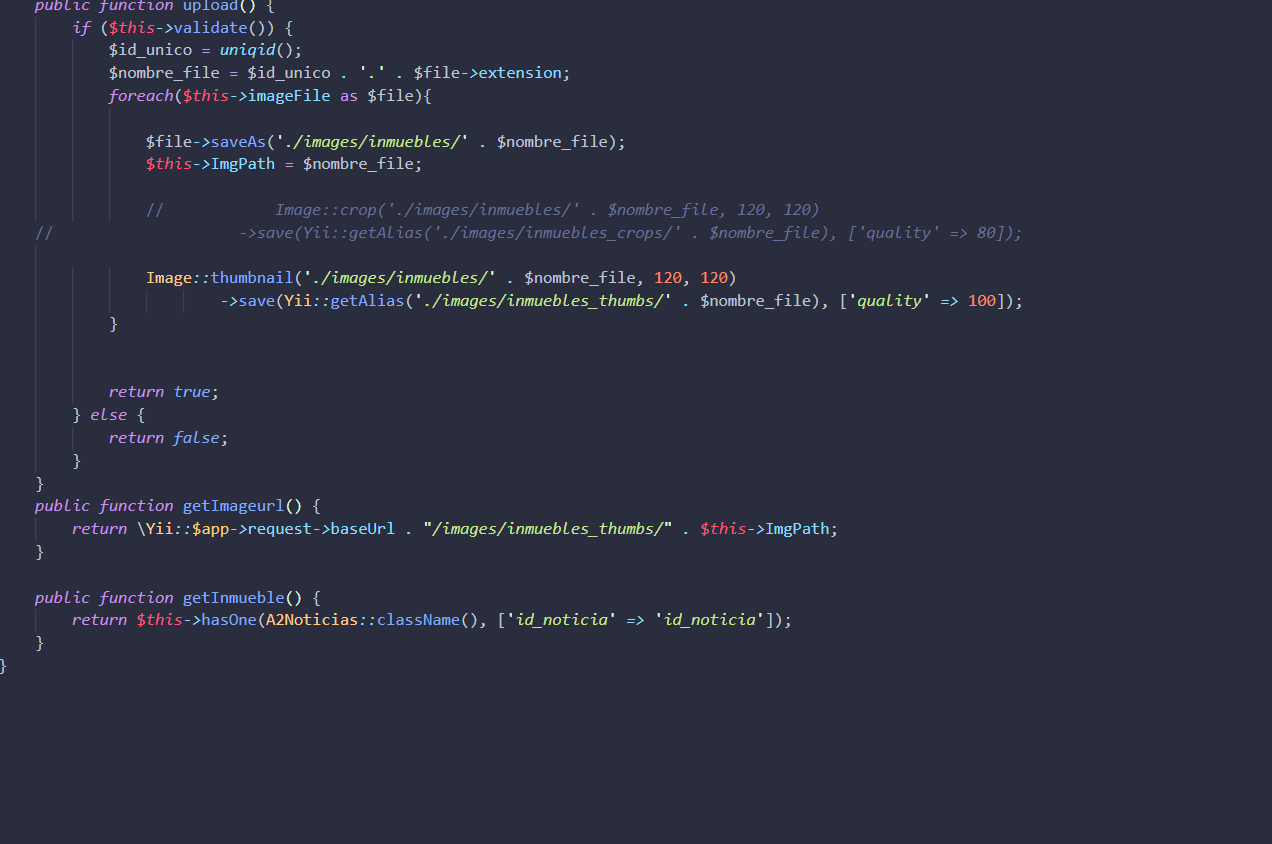 public function upload() {
if ($this->validate()) {
$id_unico = uniqid();
$nombre_file = $id_unico . '.' . $file->extension;
foreach($this->imageFile as $file){
$file->saveAs('./images/inmuebles/' . $nombre_file);
$this->ImgPath = $nombre_file;
// Image::crop('./images/inmuebles/' . $nombre_file, 120, 120)
// ->save(Yii::getAlias('./images/inmuebles_crops/' . $nombre_file), ['quality' => 80]);
Image::thumbnail('./images/inmuebles/' . $nombre_file, 120, 120)
->save(Yii::getAlias('./images/inmuebles_thumbs/' . $nombre_file), ['quality' => 100]);
}
return true;
} else {
return false;
}
}
public function getImageurl() {
return \Yii::$app->request->baseUrl . "/images/inmuebles_thumbs/" . $this->ImgPath;
}
public function getInmueble() {
return $this->hasOne(A2Noticias::className(), ['id_noticia' => 'id_noticia']);
}
}